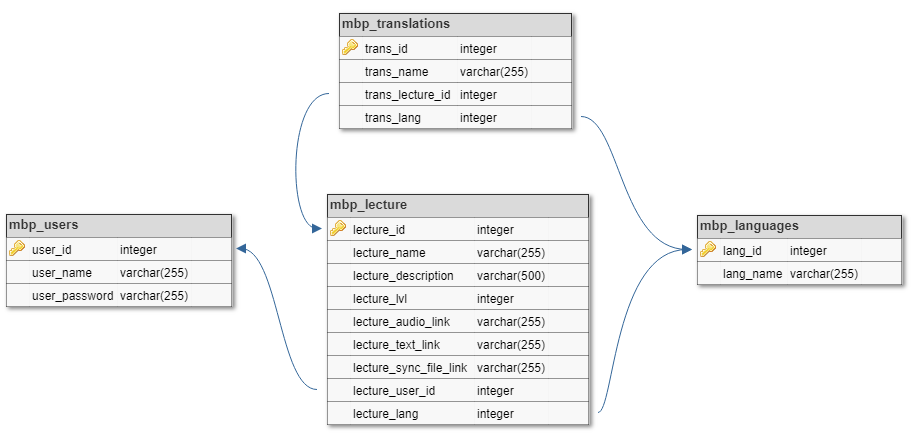 mbp_translations
trans_id integer
trans_name varchar(255)
trans_lecture_id integer
trans_lang integer
mbp_users
user_id integer
user_name varchar(255)
user_password varchar(255)
mbp_lecture
lecture_id integer
lecture_name varchar(255)
lecture_description varchar(500)
lecture_lvl integer
lecture_audio_link varchar(255)
lecture_text_link varchar(255)
lecture_sync_file_link varchar(255)
lecture_user_id integer
lecture_lang integer
mbp_languages
lang_id integer
lang_name varchar(255)